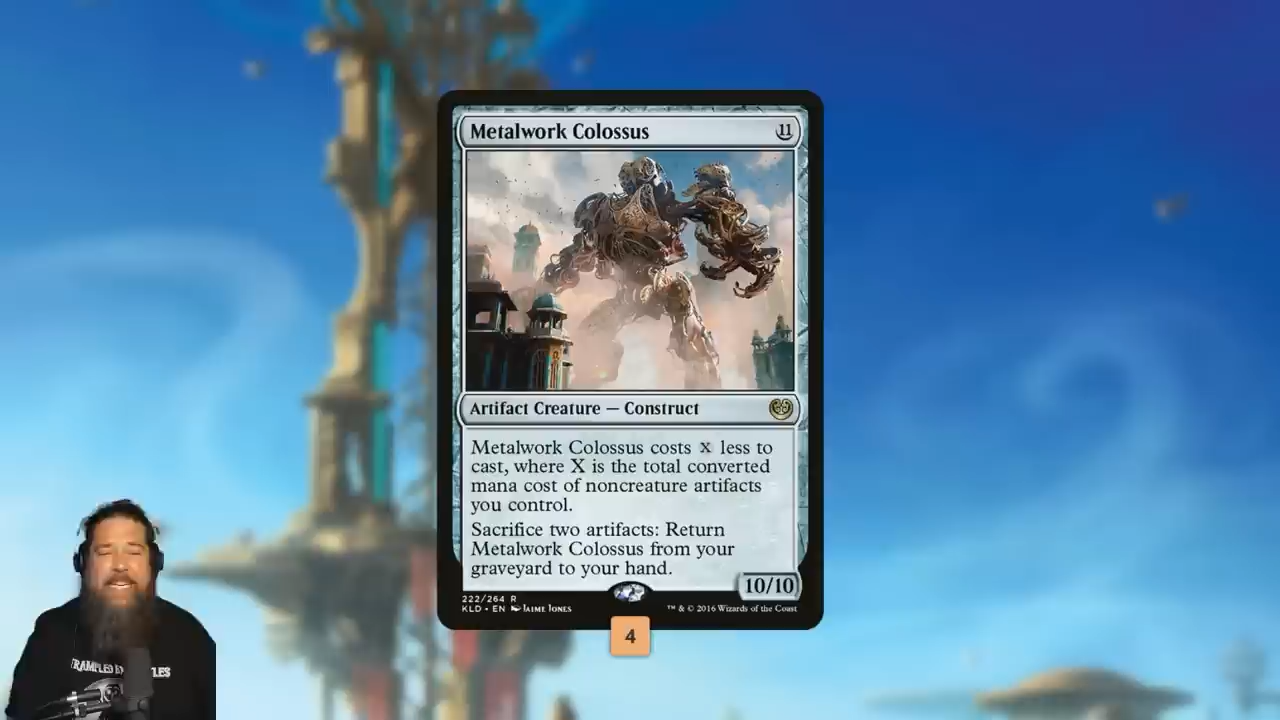 Metalwork Colossus 11
Artifact Creature — Construct
Metalwork Colossus costs X less to
cast, where X is the total converted
mana cost of noncreature artifacts
you control.
Sacrifice two artifacts: Return
Metalwork Colossus from your
graveyard to your hand.
10/10
222/264 R
KLD • EN JAIME JONES
™ & © 2016 Wizards of the Coast
4